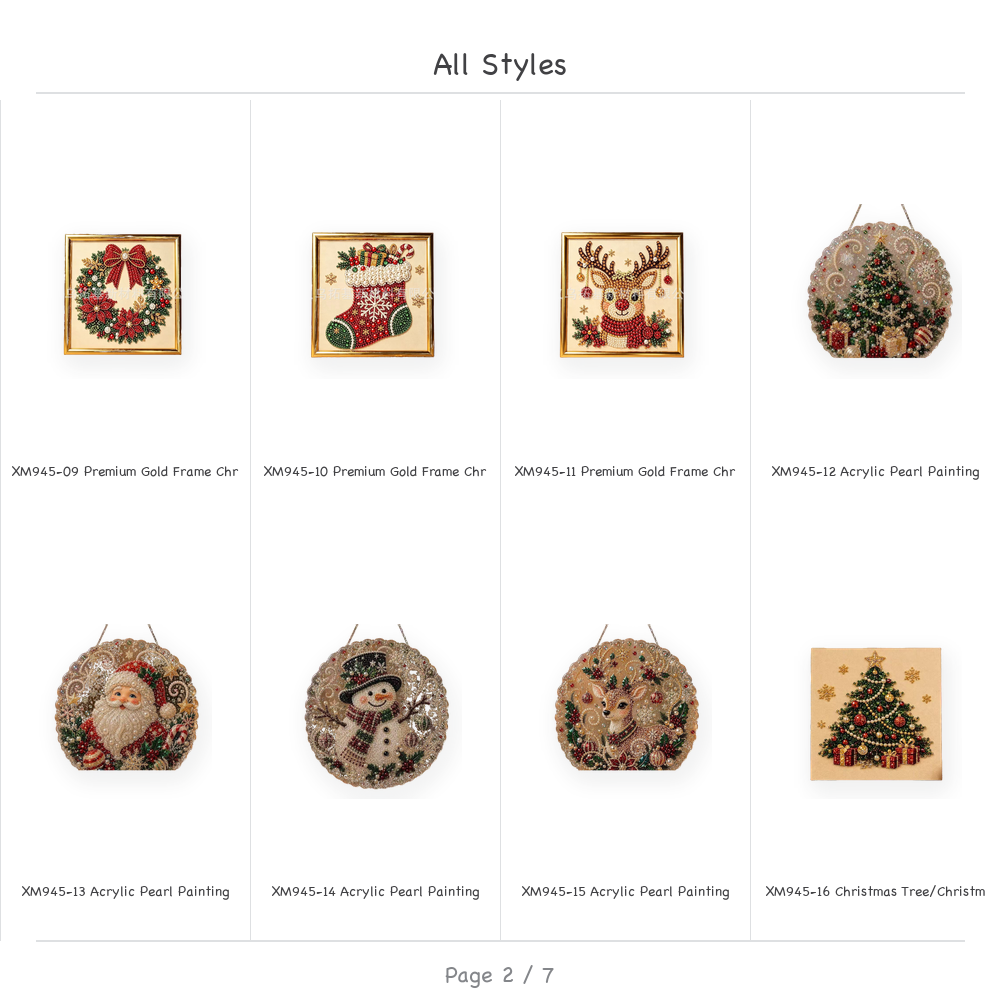 All Styles
XM945-09 Premium Gold Frame Chr
XM945-10 Premium Gold Frame Chr
XM945-11 Premium Gold Frame Chr
XM945-12 Acrylic Pearl Painting
XM945-13 Acrylic Pearl Painting
XM945-14 Acrylic Pearl Painting
XM945-15 Acrylic Pearl Painting
XM945-16 Christmas Tree/Christm
Page 2 / 7